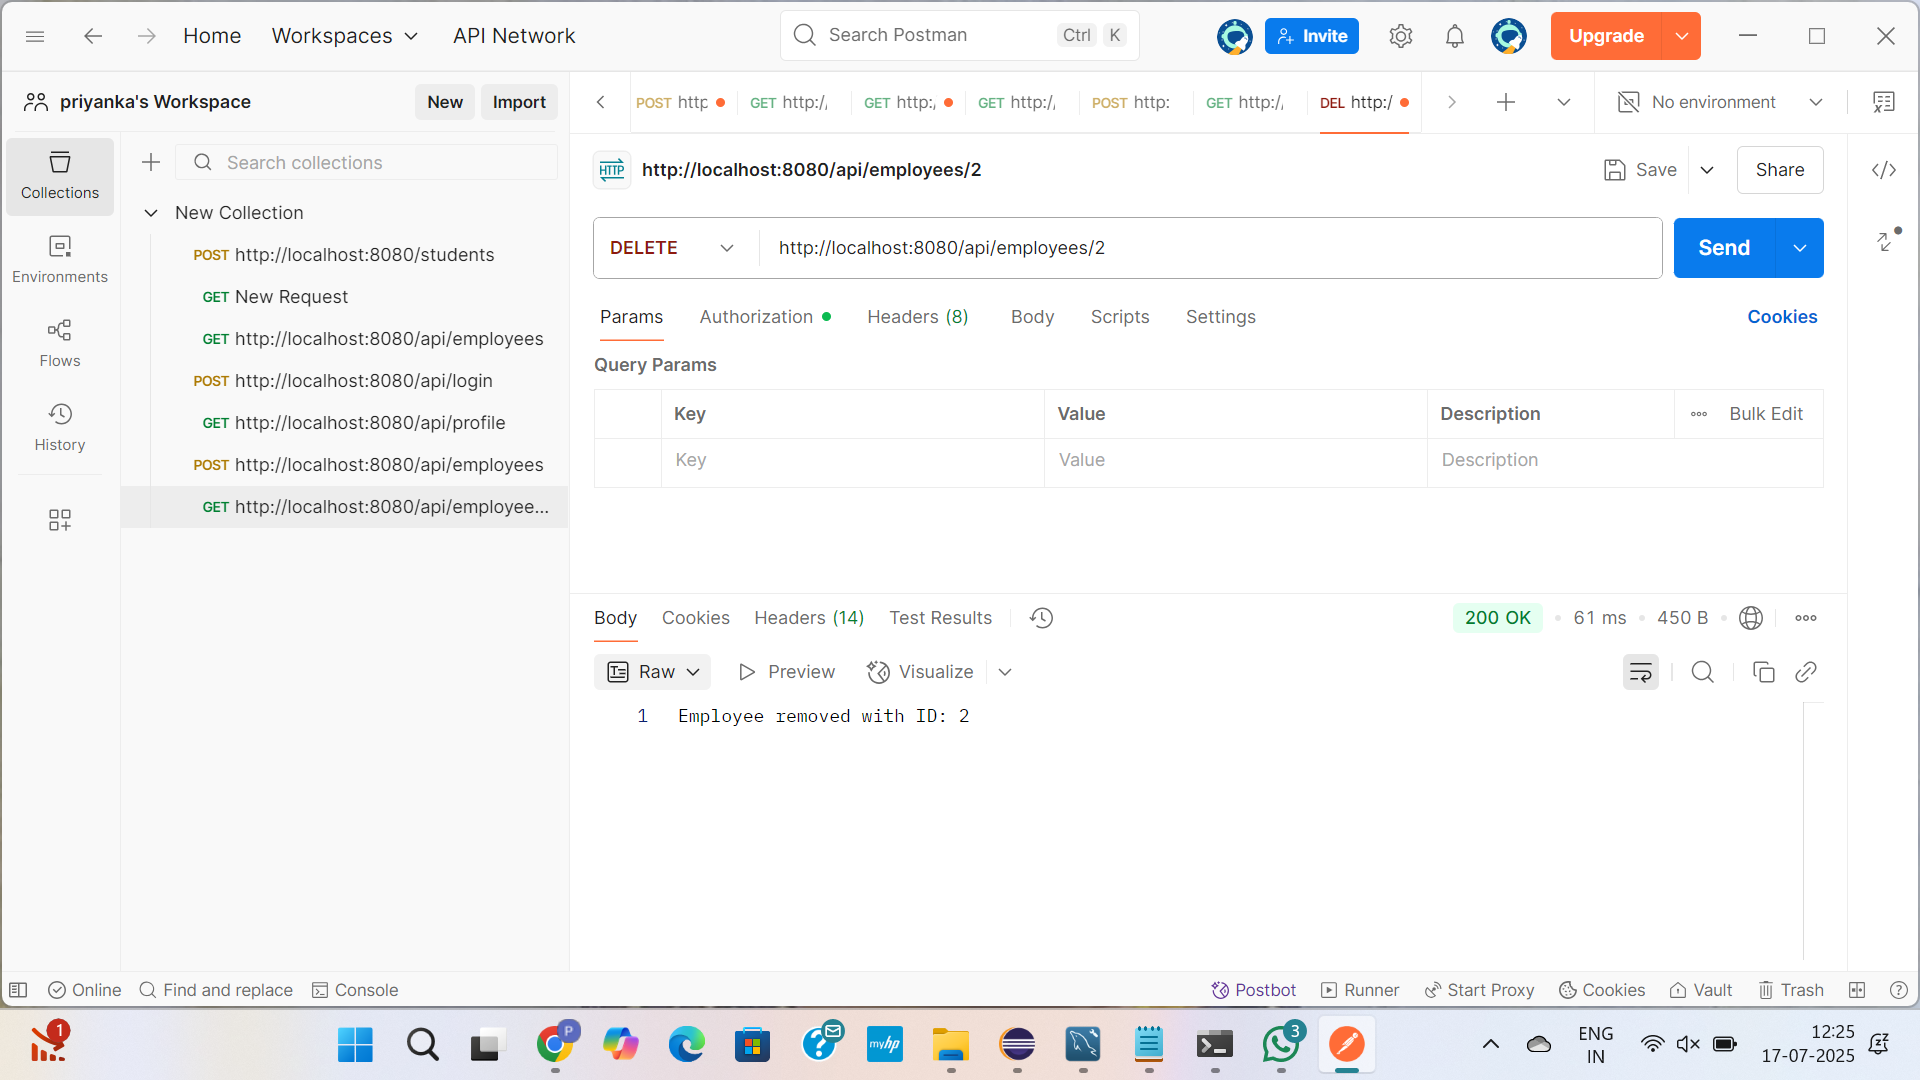 Home
Workspaces
API Network
Search Postman
Ctrl
K
Invite
Upgrade
priyanka's Workspace
New
Import
POST http
GET http:/
GET http:
GET http:/
POST http:
GET http:/
DEL http:/
No environment
Collections
Search collections
Environments
Flows
History
New Collection
POST http://localhost:8080/students
GET New Request
GET http://localhost:8080/api/employees
POST http://localhost:8080/api/login
GET http://localhost:8080/api/profile
POST http://localhost:8080/api/employees
GET http://localhost:8080/api/employee...
HTTP
http://localhost:8080/api/employees/2
Save
Share
DELETE
http://localhost:8080/api/employees/2
Send
Params
Authorization
Headers (8)
Body
Scripts
Settings
Cookies
Query Params
Key
Value
Description
Bulk Edit
Key
Value
Description
Body
Cookies
Headers (14)
Test Results
200 OK
61 ms
450 B
Raw
Preview
Visualize
1 Employee removed with ID: 2
Online
Find and replace
Console
Postbot
Runner
Start Proxy
Cookies
Vault
Trash
1
P
myhp
3
ENG
IN
12:25
17-07-2025